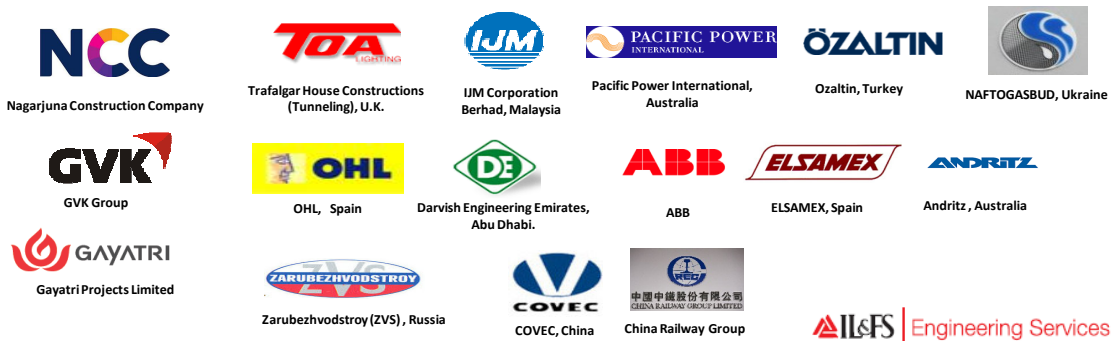 NCC
Nagarjuna Construction Company
TOA
LIGHTING
Trafalgar House Constructions
(Tunneling), U.K.
IJM
IJM Corporation
Berhad, Malaysia
PACIFIC POWER
INTERNATIONAL
Pacific Power International,
Australia
ÖZALTIN
Ozaltin, Turkey
NAFTOGASBUD, Ukraine
GVK
GVK Group
OHL
OHL, Spain
DE
Darvish Engineering Emirates,
Abu Dhabi.
ABB
ABB
ELSAMEX
ELSAMEX, Spain
ANDRITZ
Andritz , Australia
GAYATRI
Gayatri Projects Limited
ZVS
ZARUBEZHVODSTROY
Zarubezhvodstroy (ZVS) , Russia
COVEC
COVEC, China
CREC
中國中鐵股份有限公司
CHINA RAILWAY GROUP LIMITED
China Railway Group
IL&FS Engineering Services